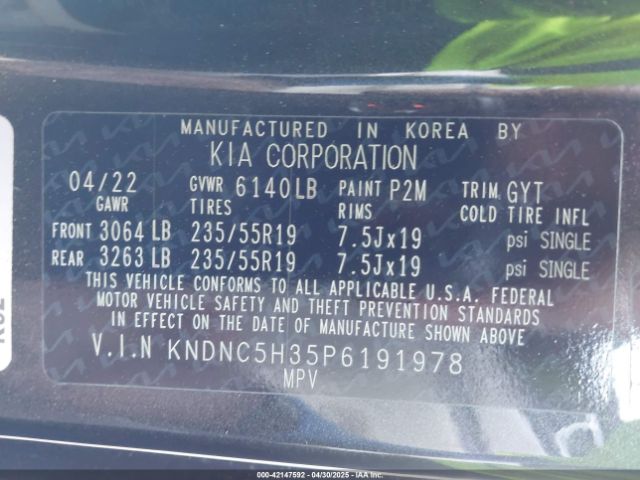 MANUFACTURED IN KOREA BY
KIA CORPORATION
04/22 GVWR 6140LB PAINT P2M TRIM GYT
GAWR TIRES RIMS COLD TIRE INFL
FRONT 3064 LB 235/55R19 7.5Jx19 psi SINGLE
REAR 3263 LB 235/55R19 7.5Jx19 psi SINGLE
THIS VEHICLE CONFORMS TO ALL APPLICABLE U.S.A. FEDERAL
MOTOR VEHICLE SAFETY AND THEFT PREVENTION STANDARDS
IN EFFECT ON THE DATE OF MANUFACTURE SHOWN ABOVE
V.I.N KNDNC5H35P6191978
MPV
00-42147592 - 04/30/2025 - IAA Inc.